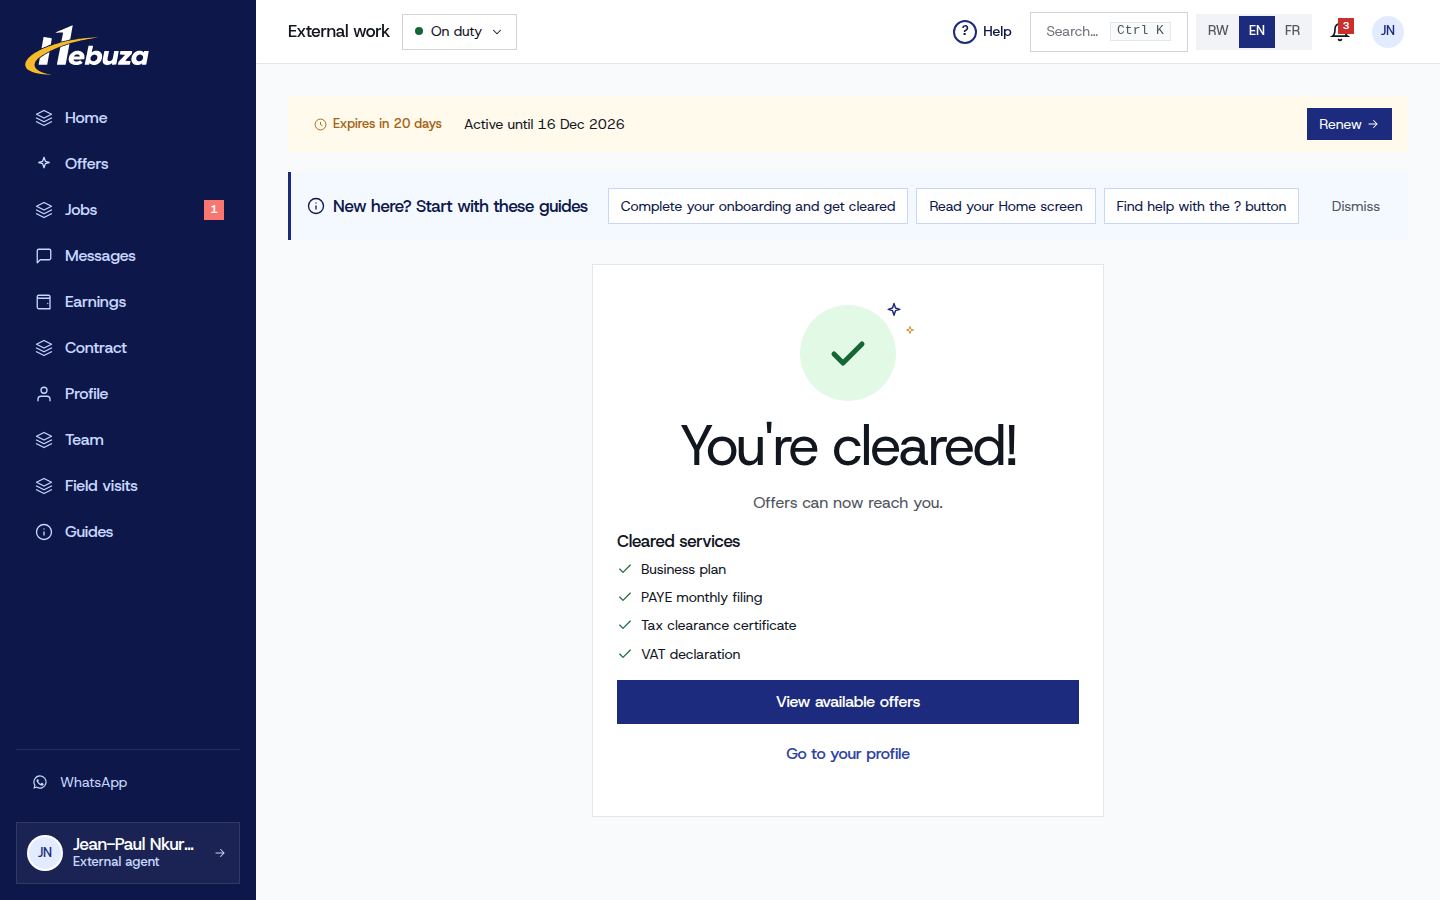 Hebuza
Home
Offers
Jobs
1
Messages
Earnings
Contract
Profile
Team
Field visits
Guides
WhatsApp
JN
Jean-Paul Nkur...
External agent
External work
On duty
? Help
Search...
Ctrl K
RW
EN
FR
3
JN
Expires in 20 days
Active until 16 Dec 2026
Renew
New here? Start with these guides
Complete your onboarding and get cleared
Read your Home screen
Find help with the ? button
Dismiss
You're cleared!
Offers can now reach you.
Cleared services
Business plan
PAYE monthly filing
Tax clearance certificate
VAT declaration
View available offers
Go to your profile